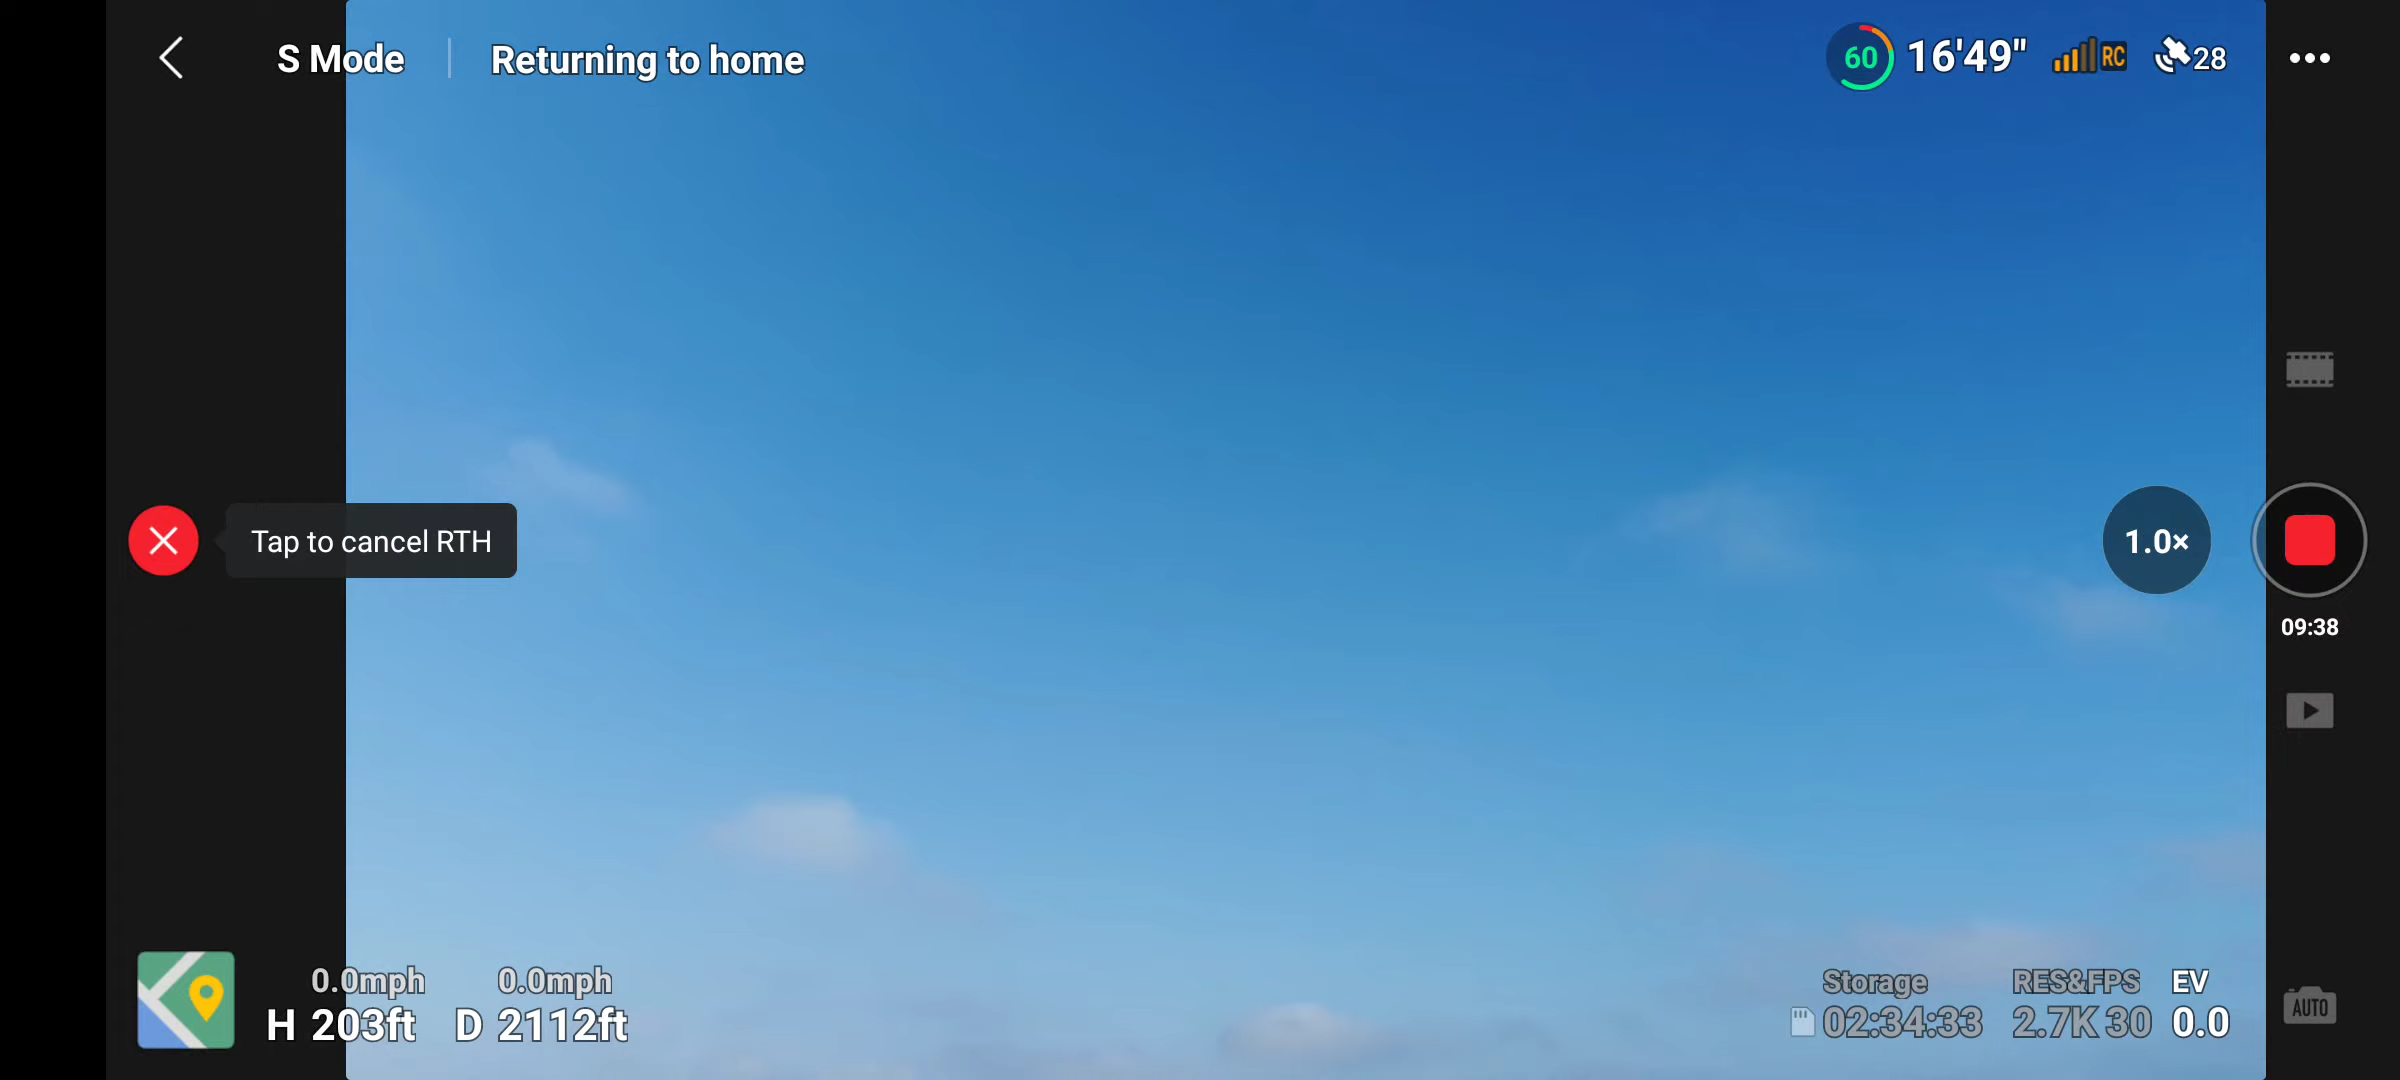 S Mode | Returning to home
60 16'49" RC 28
Tap to cancel RTH
1.0×
09:38
0.0mph 0.0mph
H 203ft D 2112ft
Storage RES&FPS EV
02:34:33 2.7K 30 0.0
AUTO